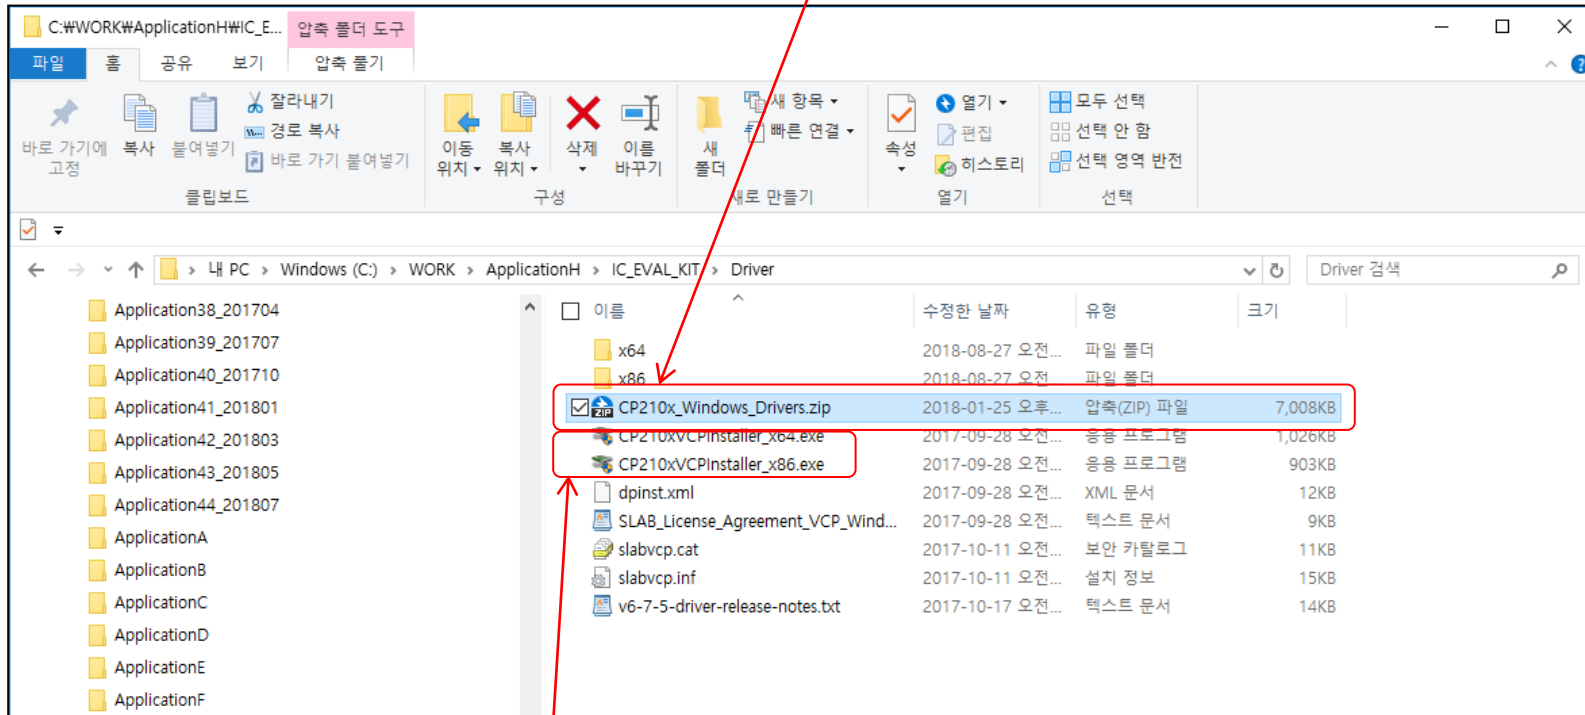 C:₩WORK₩ApplicationH₩IC_E... 압축 폴더 도구
파일 홈 공유 보기 압축 풀기
바로 가기에 고정
복사
붙여넣기
잘라내기
경로 복사
바로 가기 붙여넣기
클립보드
이동 위치
복사 위치
삭제
이름 바꾸기
구성
새 폴더
새 항목
빠른 연결
새로 만들기
속성
열기
편집
히스토리
열기
모두 선택
선택 안 함
선택 영역 반전
선택
내 PC > Windows (C:) > WORK > ApplicationH > IC_EVAL_KIT > Driver
Driver 검색
Application38_201704
Application39_201707
Application40_201710
Application41_201801
Application42_201803
Application43_201805
Application44_201807
ApplicationA
ApplicationB
ApplicationC
ApplicationD
ApplicationE
ApplicationF
이름 수정한 날짜 유형 크기
x64 2018-08-27 오전... 파일 폴더
x86 2018-08-27 오전... 파일 폴더
ZIP CP210x_Windows_Drivers.zip 2018-01-25 오후... 압축(ZIP) 파일 7,008KB
CP210xVCPInstaller_x64.exe 2017-09-28 오전... 응용 프로그램 1,026KB
CP210xVCPInstaller_x86.exe 2017-09-28 오전... 응용 프로그램 903KB
dpinst.xml 2017-09-28 오전... XML 문서 12KB
SLAB_License_Agreement_VCP_Wind... 2017-09-28 오전... 텍스트 문서 9KB
slabvcp.cat 2017-10-11 오전... 보안 카탈로그 11KB
slabvcp.inf 2017-10-11 오전... 설치 정보 15KB
v6-7-5-driver-release-notes.txt 2017-10-17 오전... 텍스트 문서 14KB